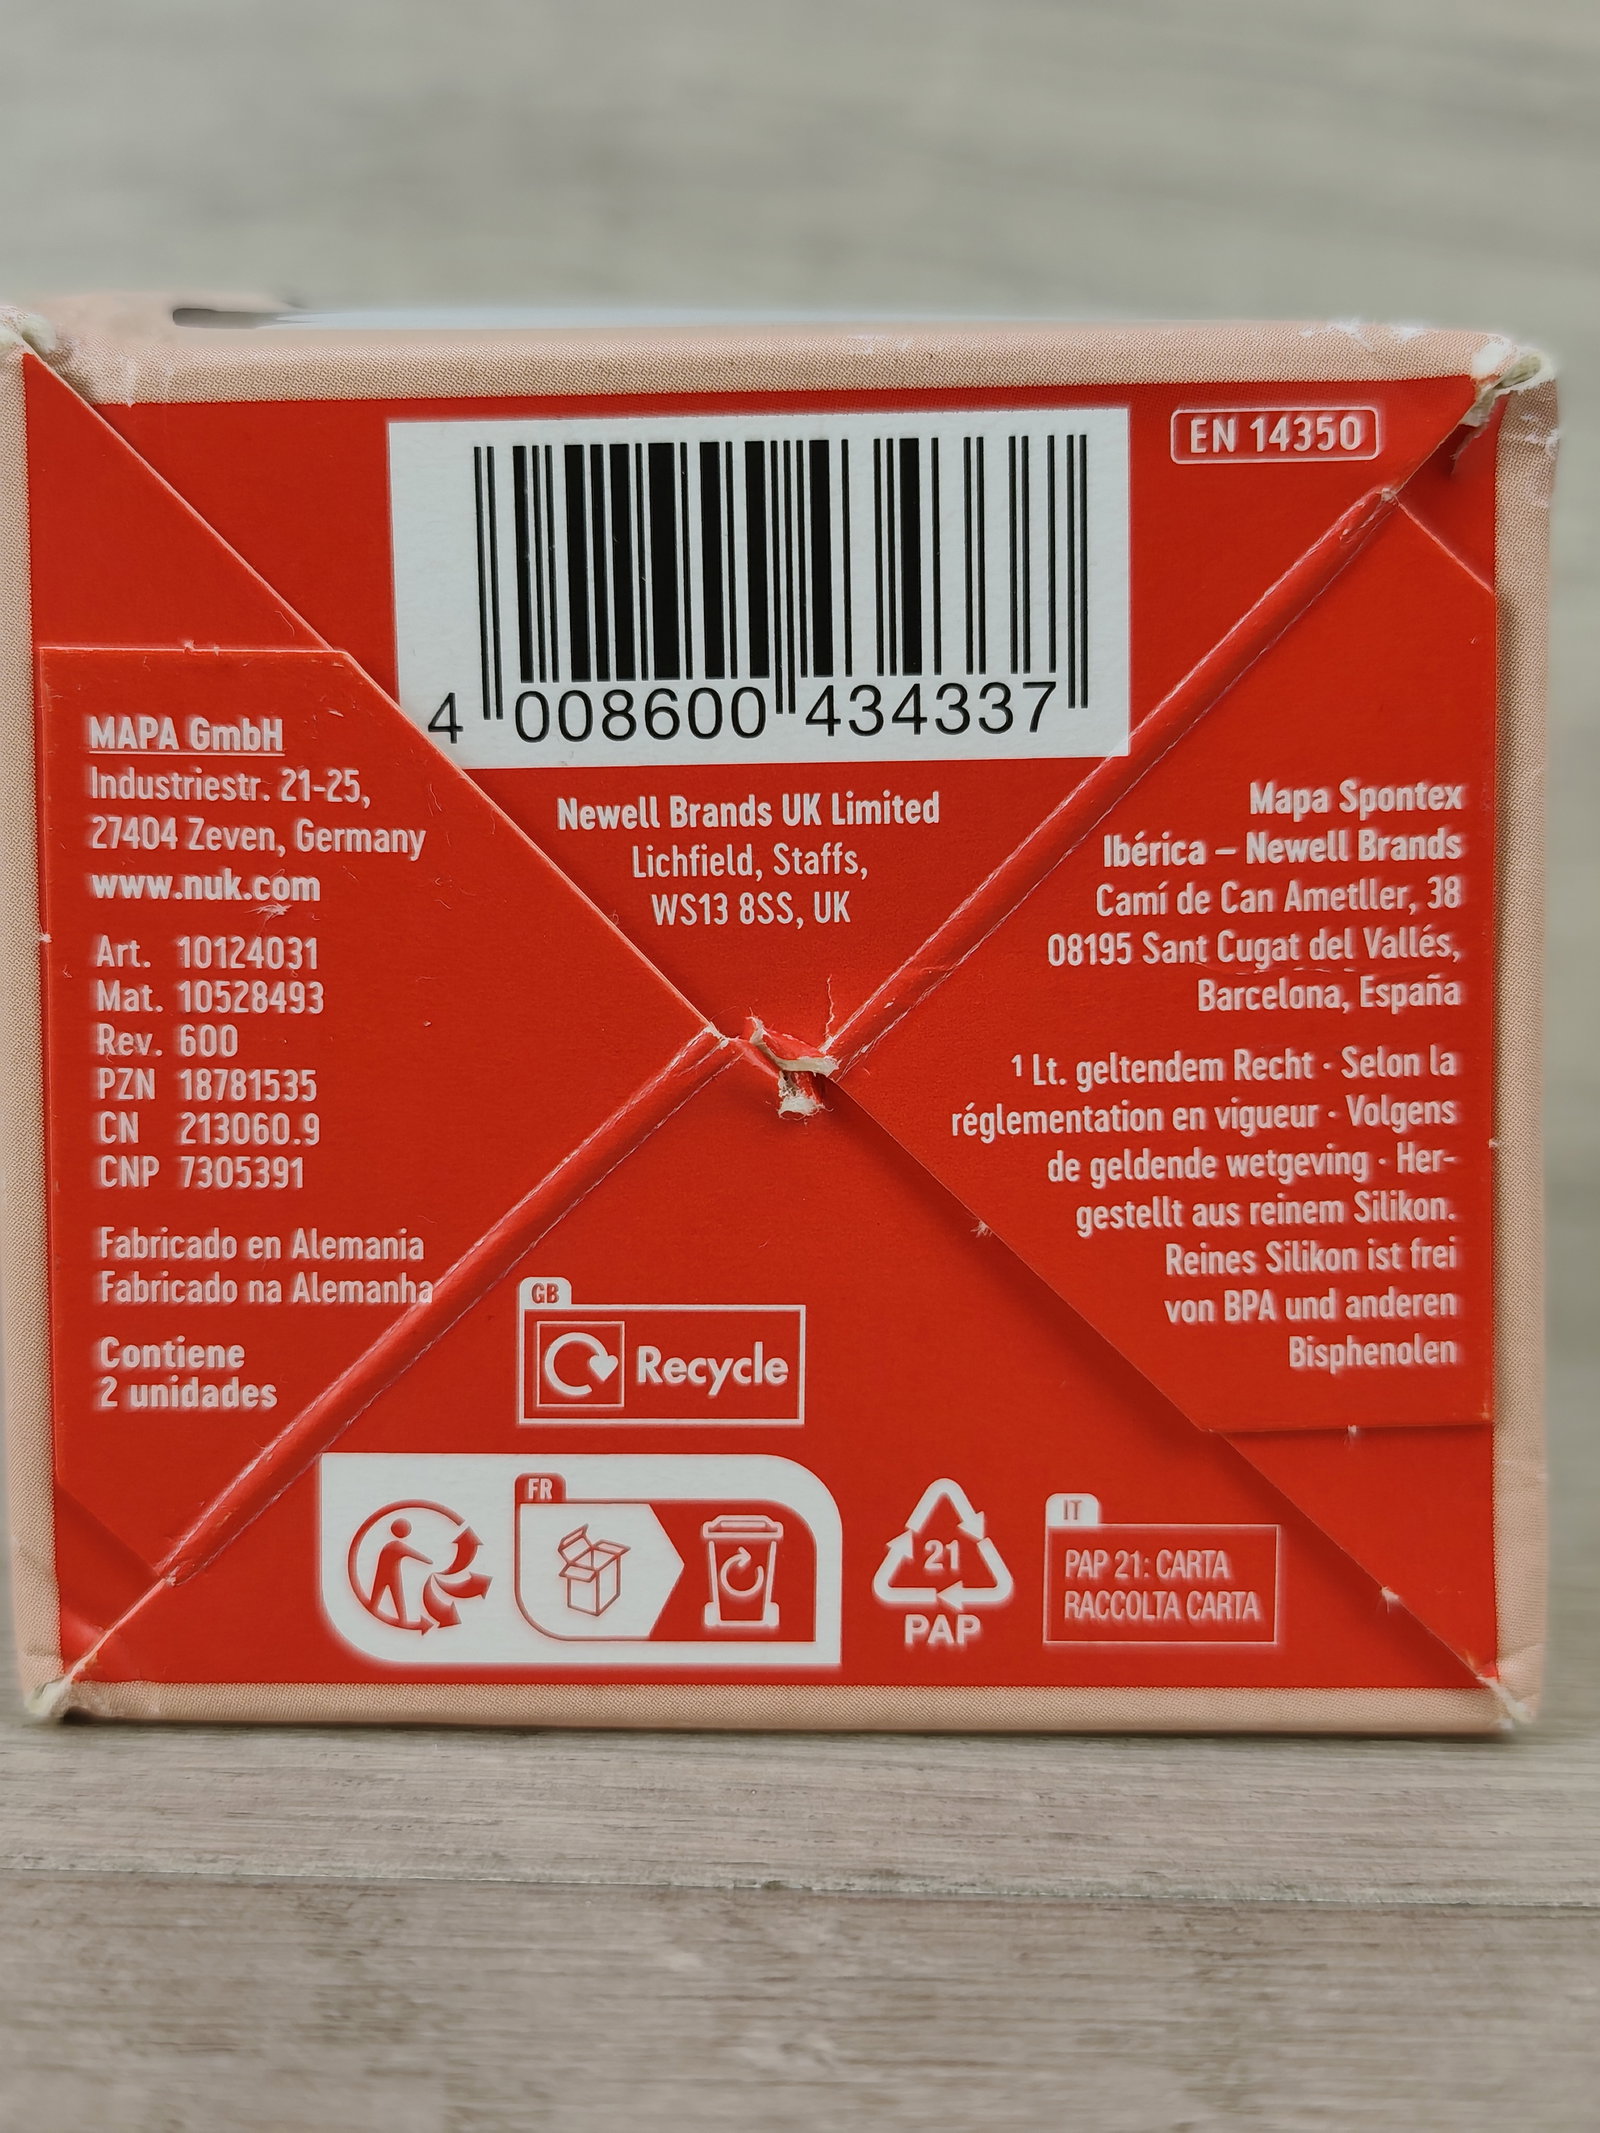 EN 14350
4 008600 434337
MAPA GmbH
Industriestr. 21-25,
27404 Zeven, Germany
www.nuk.com
Art. 10124031
Mat. 10528493
Rev. 600
PZN 18781535
CN 213060.9
CNP 7305391
Fabricado en Alemania
Fabricado na Alemanha
Contiene
2 unidades
Newell Brands UK Limited
Lichfield, Staffs,
WS13 8SS, UK
Mapa Spontex
Ibérica – Newell Brands
Camí de Can Ametller, 38
08195 Sant Cugat del Vallés,
Barcelona, España
¹ Lt. geltendem Recht · Selon la
réglementation en vigueur · Volgens
de geldende wetgeving · Her-
gestellt aus reinem Silikon.
Reines Silikon ist frei
von BPA und anderen
Bisphenolen
GB
Recycle
FR
21
PAP
IT
PAP 21: CARTA
RACCOLTA CARTA